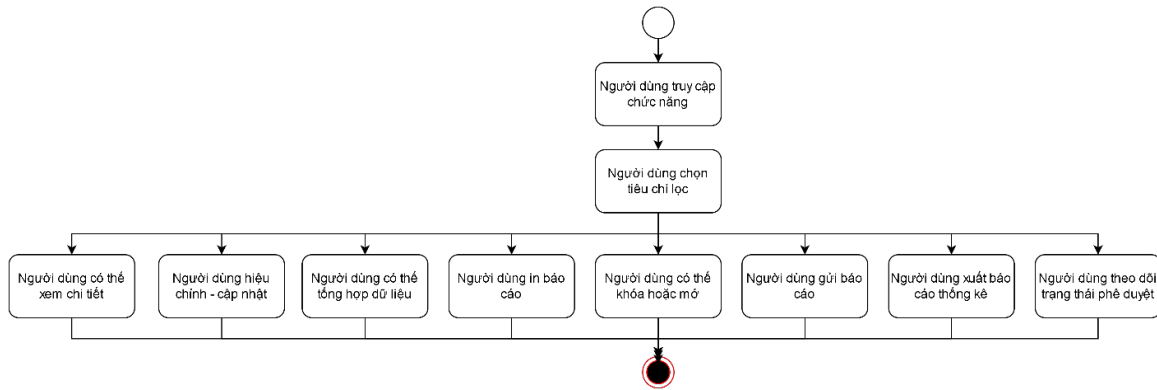 Người dùng truy cập
chức năng
Người dùng chọn
tiêu chí lọc
Người dùng có thể
xem chi tiết
Người dùng hiệu
chỉnh - cập nhật
Người dùng có thể
tổng hợp dữ liệu
Người dùng in báo
cáo
Người dùng có thể
khóa hoặc mở
Người dùng gửi báo
cáo
Người dùng xuất báo
cáo thống kê
Người dùng theo dõi
trạng thái phê duyệt